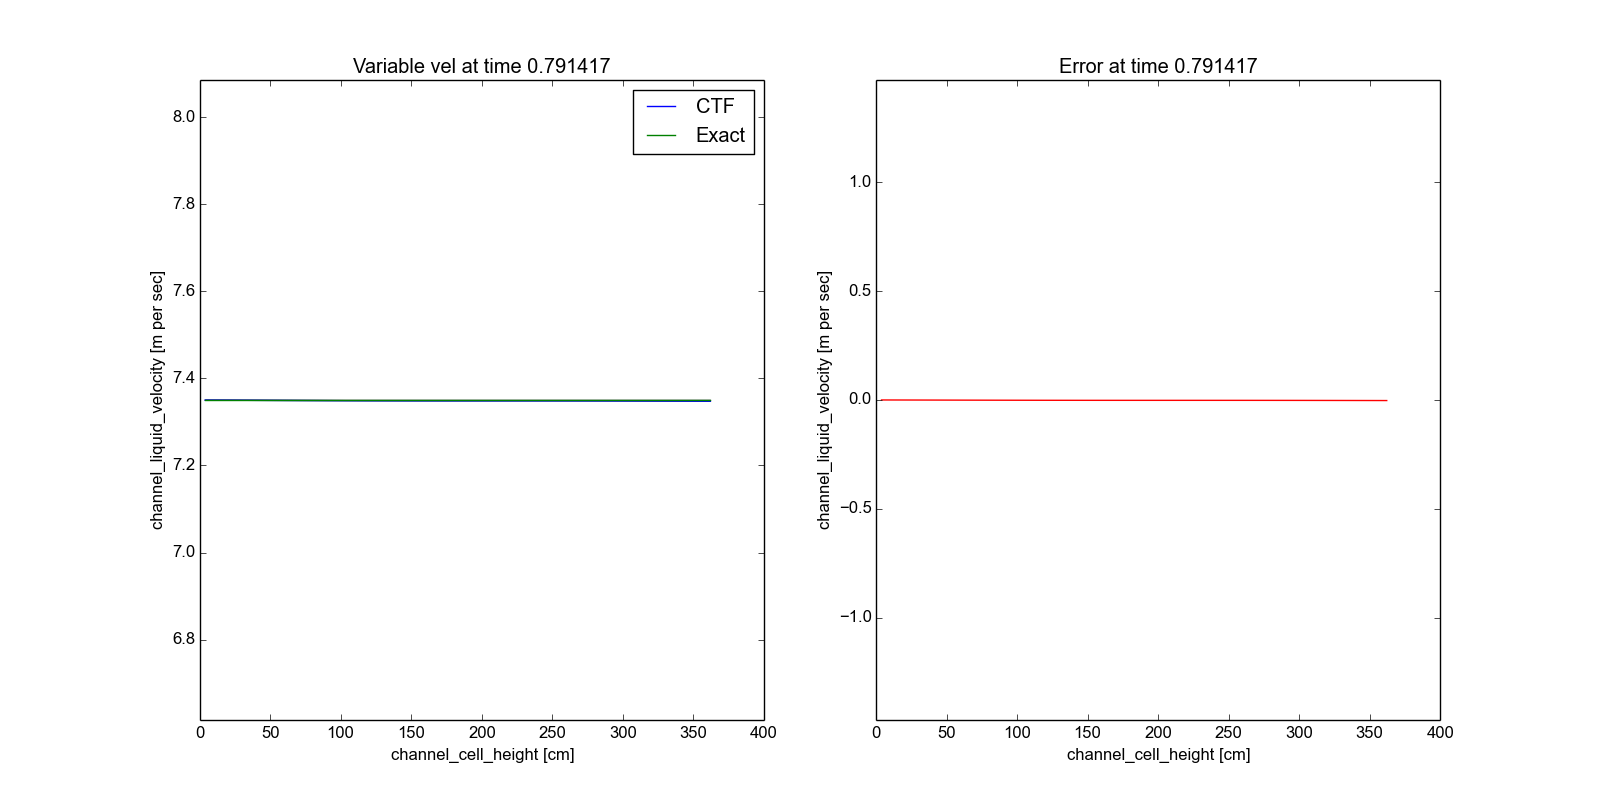 Variable vel at time 0.791417
CTF
Exact
8.0
7.8
7.6
7.4
7.2
7.0
6.8
channel_liquid_velocity [m per sec]
0 50 100 150 200 250 300 350 400
channel_cell_height [cm]
Error at time 0.791417
1.0
0.5
0.0
−0.5
−1.0
channel_liquid_velocity [m per sec]
0 50 100 150 200 250 300 350 400
channel_cell_height [cm]